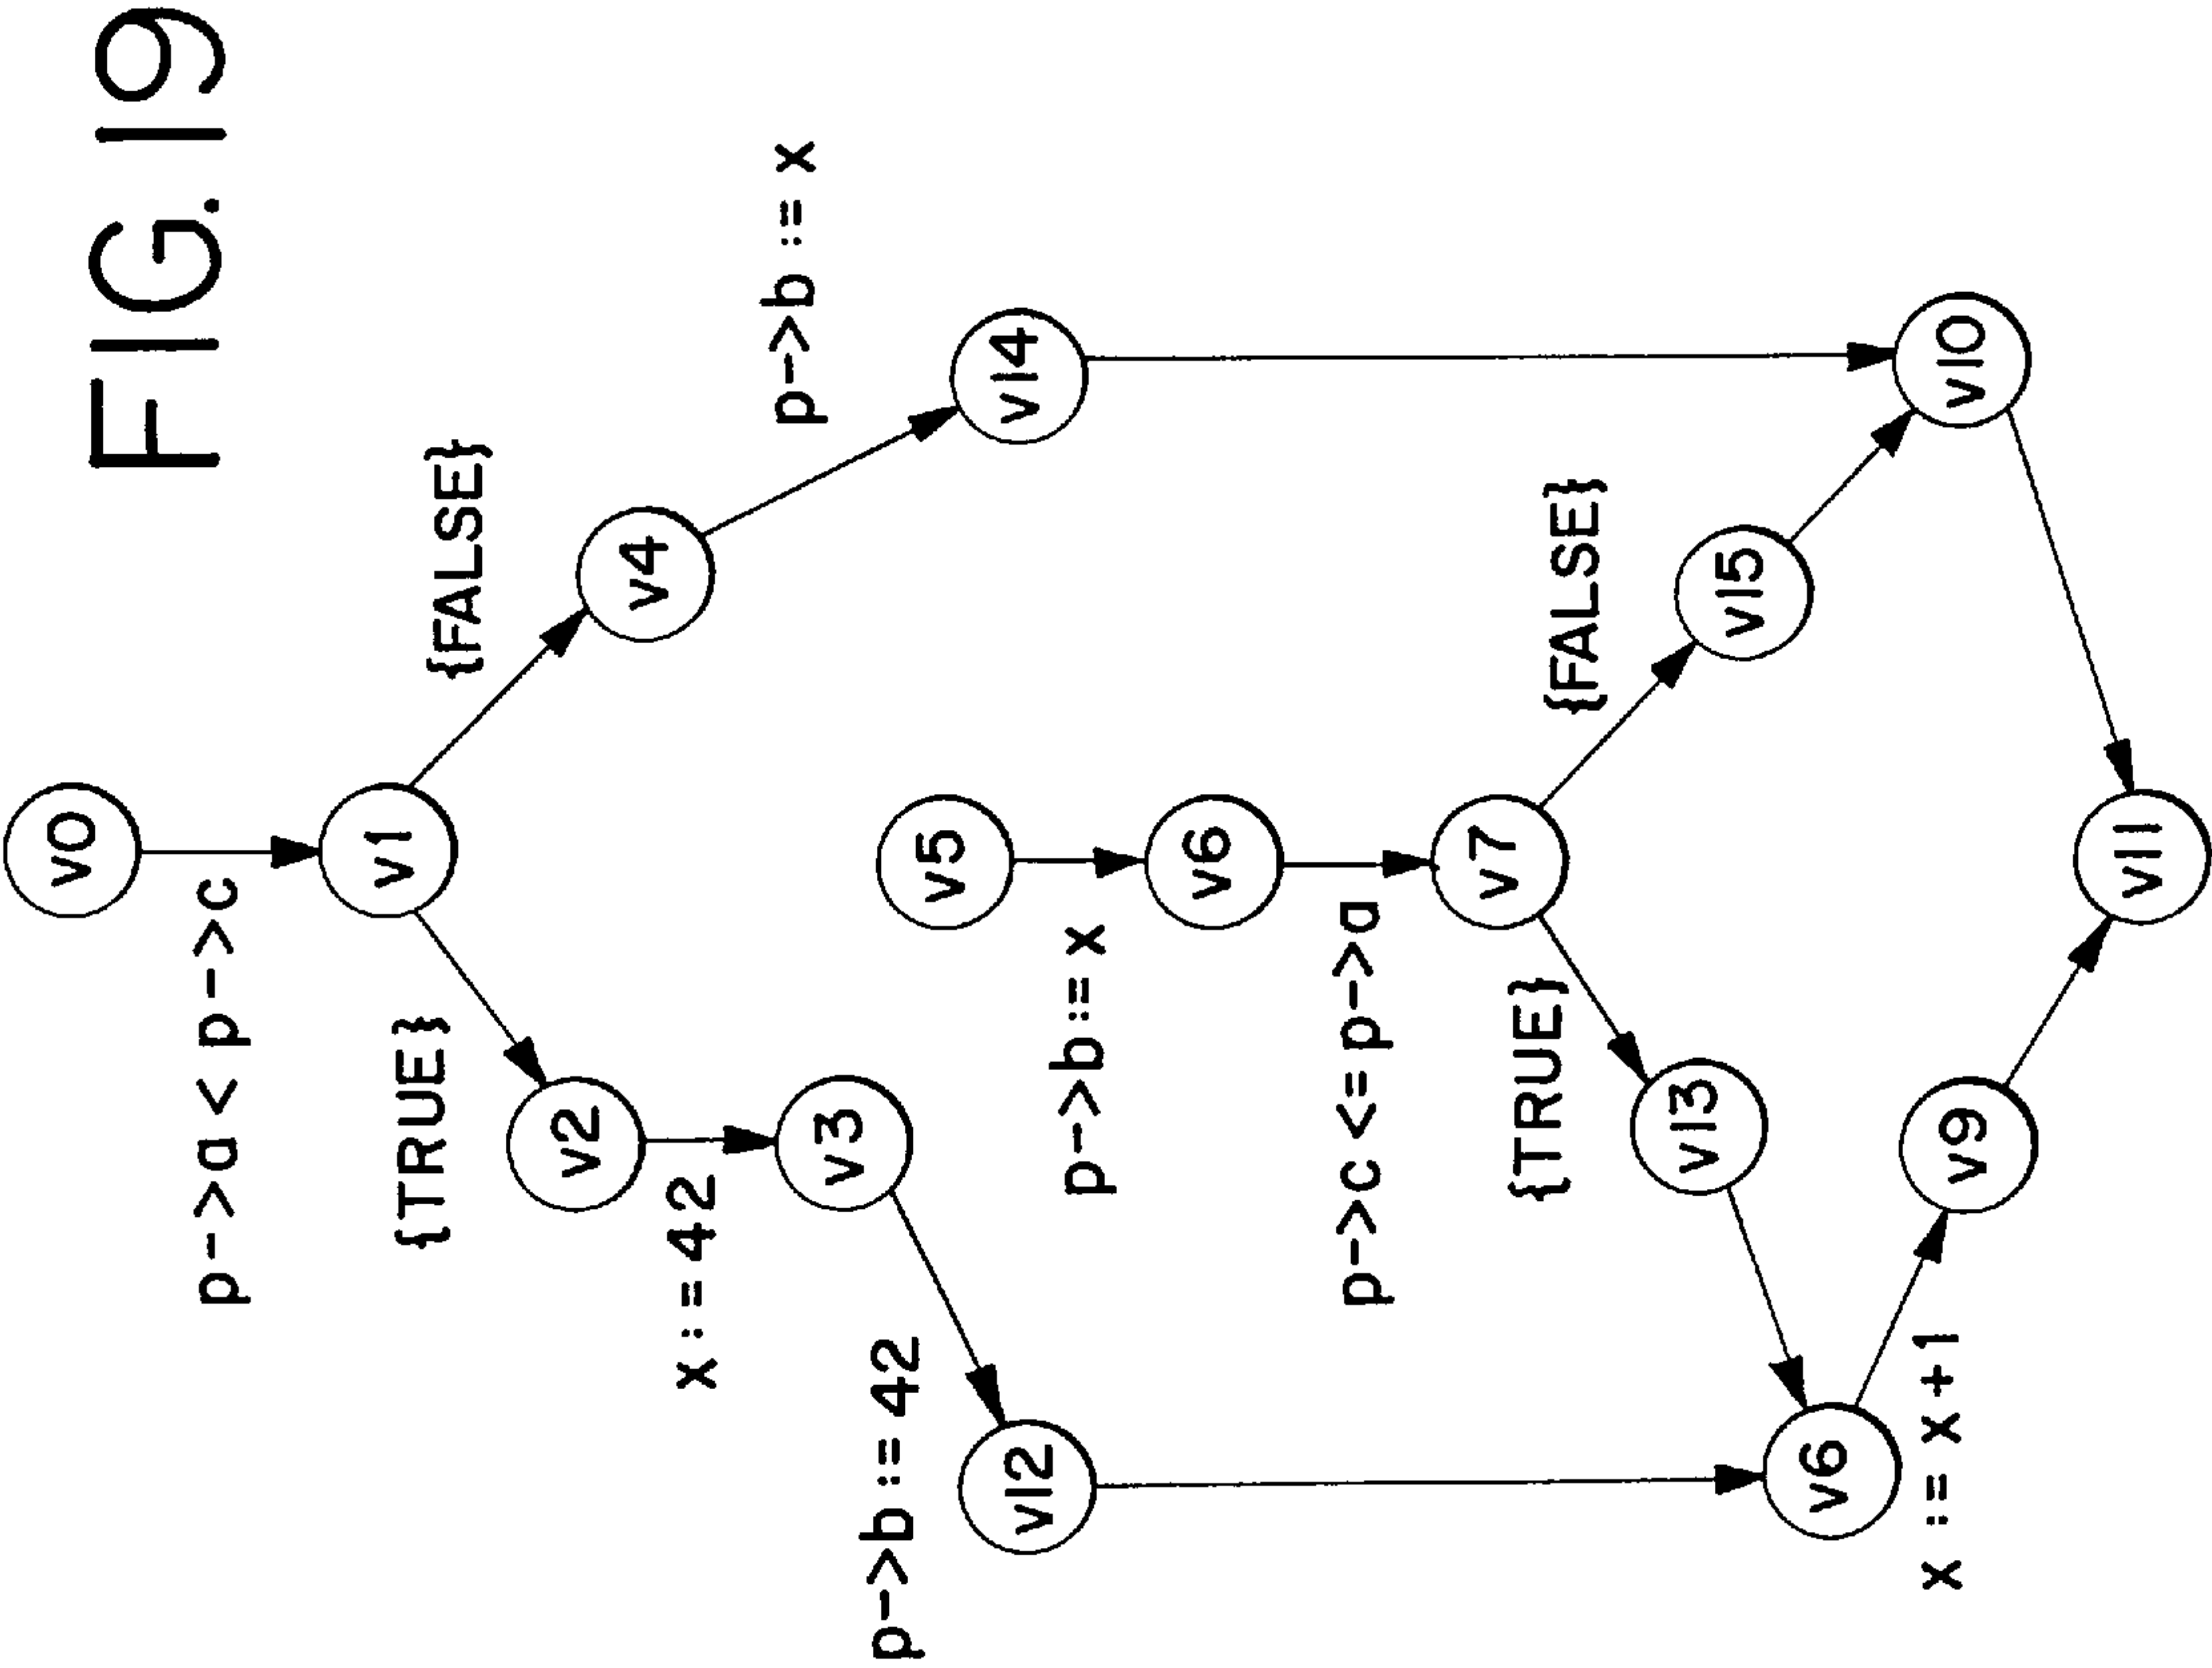 FIG. 19
v0
p->a < p->c
v1
{TRUE}
{FALSE}
v2
v4
x := 42
p->b := x
v3
p->b := 42
v5
v12
v14
p->b := x
v6
p->c <= p->a
v7
{TRUE}
{FALSE}
v13
v15
v6
x := x+1
v9
v10
v11